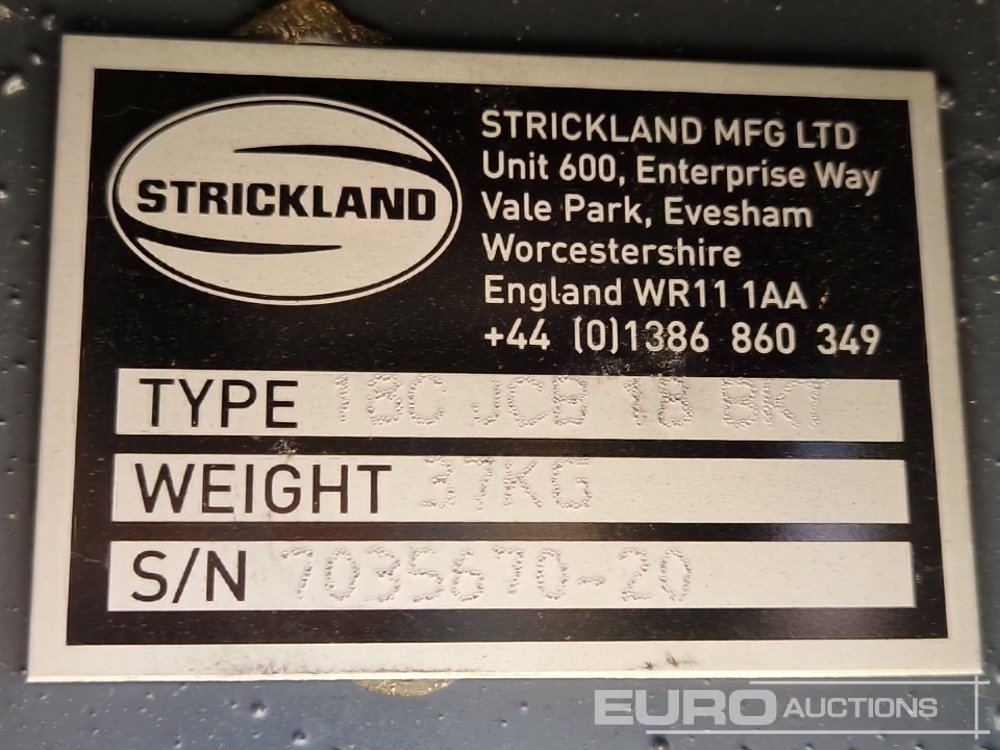 STRICKLAND
STRICKLAND MFG LTD
Unit 600, Enterprise Way
Vale Park, Evesham
Worcestershire
England WR11 1AA
+44 (0)1386 860 349
TYPE 1BC JCB 18 BKT
WEIGHT 37KG
S/N 7035670-20
EURO AUCTIONS